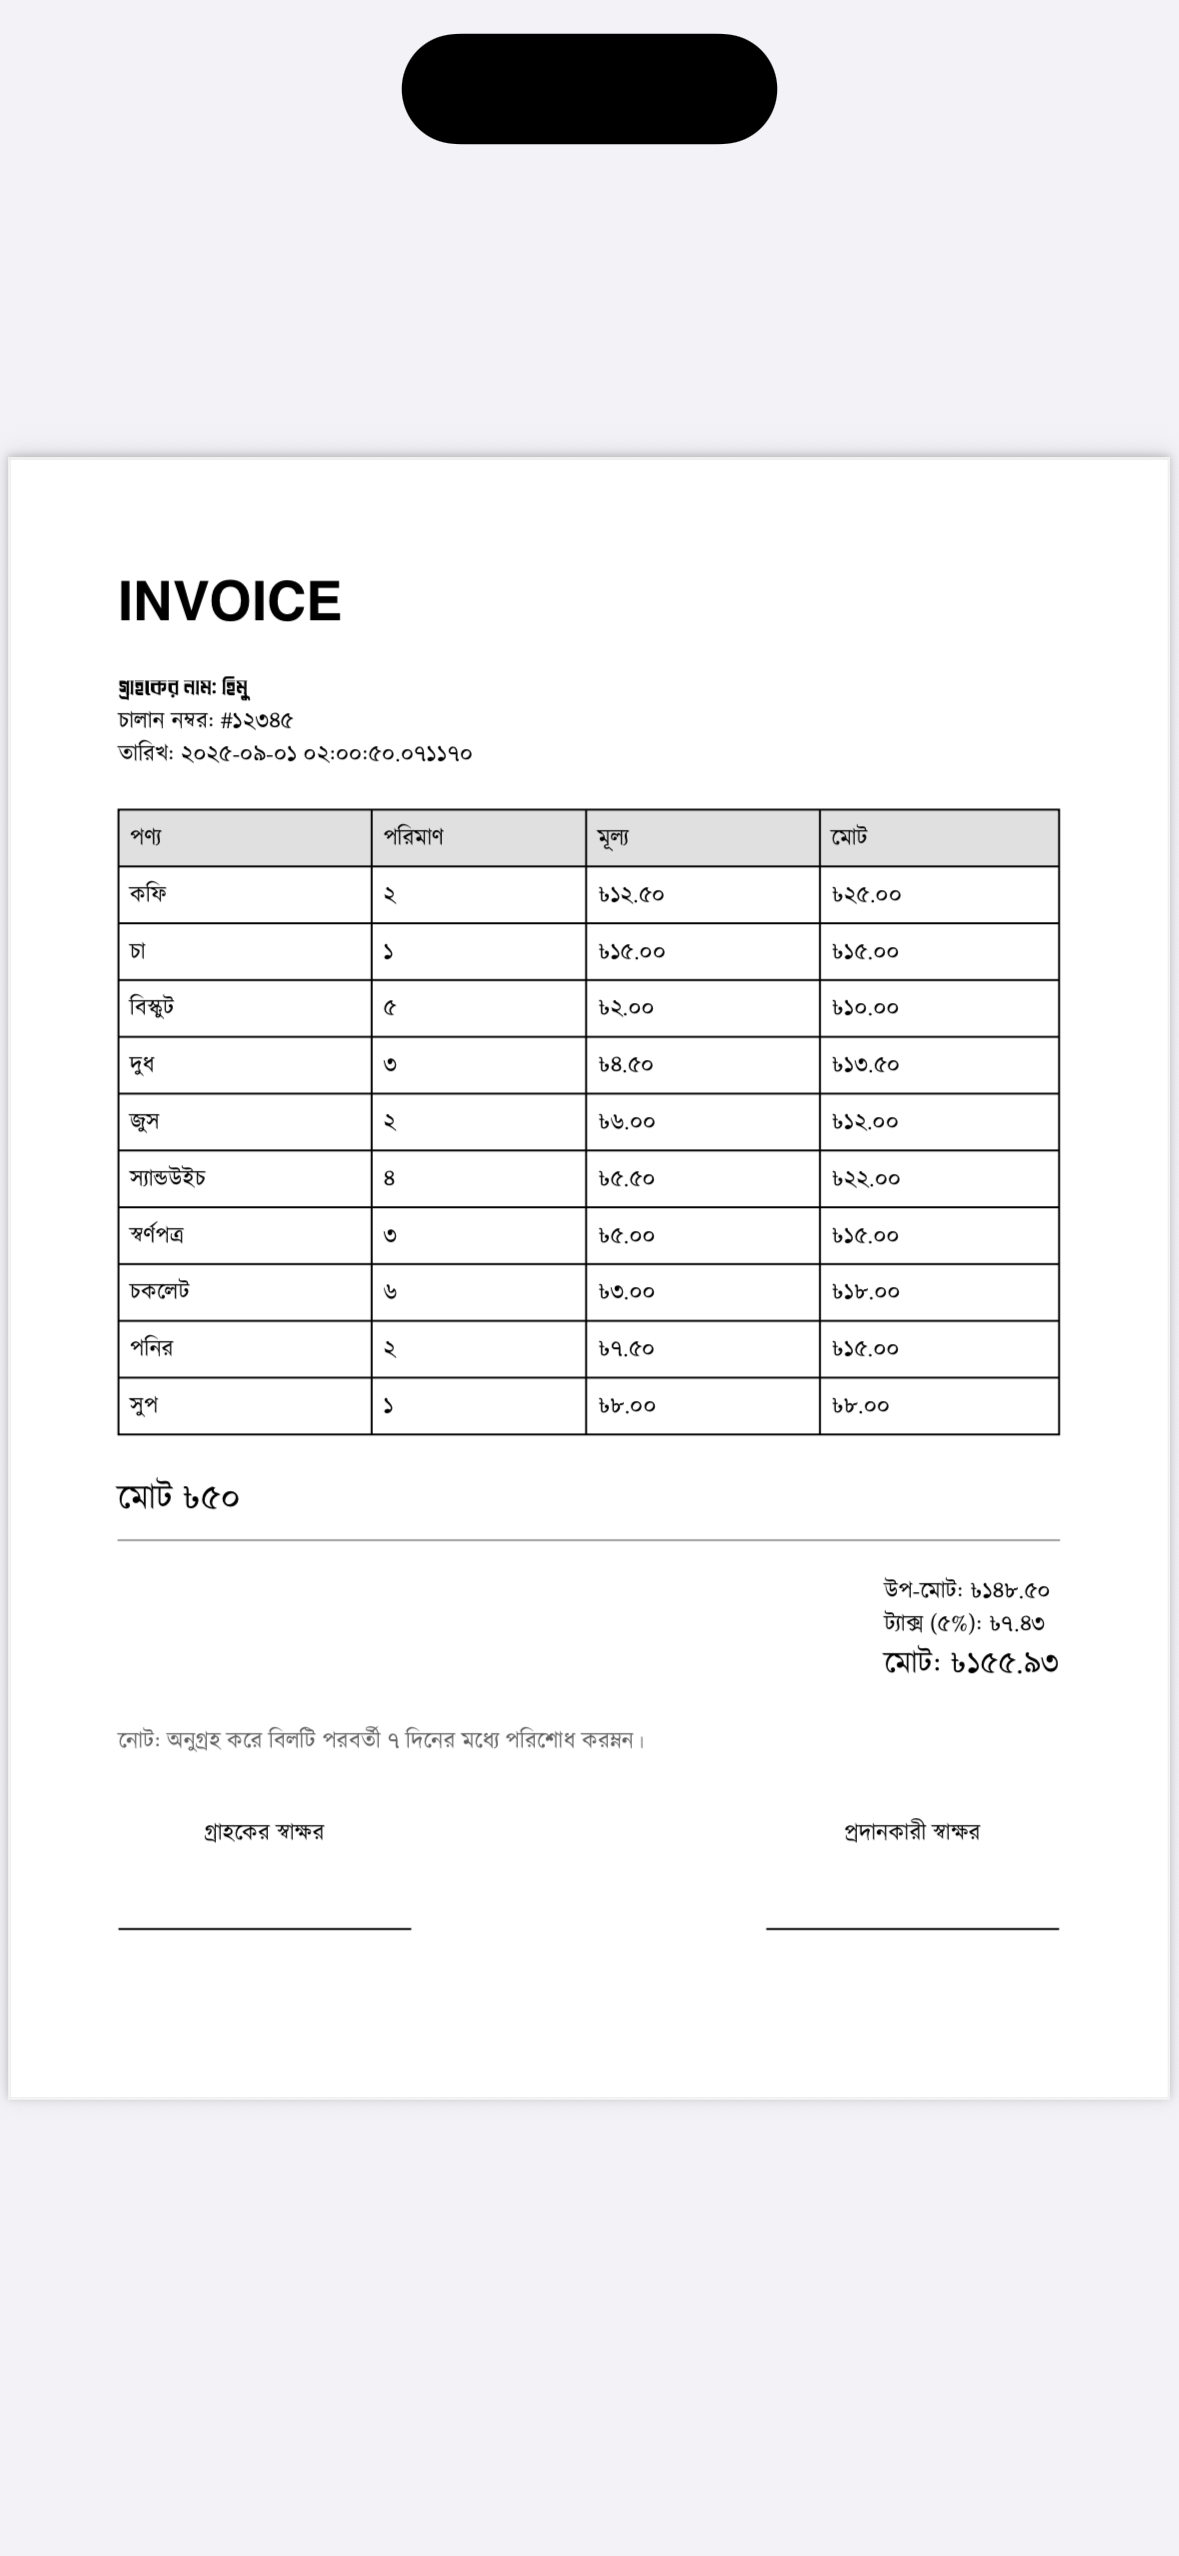 INVOICE
গ্রাহকের নাম: হিমু
চালান নম্বর: #১২৩৪৫
তারিখ: ২০২৫-০৯-০১ ০২:০০:৫০.০৭১১৭০
পণ্য পরিমাণ মূল্য মোট
কফি ২ ৳১২.৫০ ৳২৫.০০
চা ১ ৳১৫.০০ ৳১৫.০০
বিস্কুট ৫ ৳২.০০ ৳১০.০০
দুধ ৩ ৳৪.৫০ ৳১৩.৫০
জুস ২ ৳৬.০০ ৳১২.০০
স্যান্ডউইচ ৪ ৳৫.৫০ ৳২২.০০
স্বর্ণপত্র ৩ ৳৫.০০ ৳১৫.০০
চকলেট ৬ ৳৩.০০ ৳১৮.০০
পনির ২ ৳৭.৫০ ৳১৫.০০
সুপ ১ ৳৮.০০ ৳৮.০০
মোট ৳৫০
উপ-মোট: ৳১৪৮.৫০
ট্যাক্স (৫%): ৳৭.৪৩
মোট: ৳১৫৫.৯৩
নোট: অনুগ্রহ করে বিলটি পরবর্তী ৭ দিনের মধ্যে পরিশোধ করম্নন।
গ্রাহকের স্বাক্ষর প্রদানকারী স্বাক্ষর